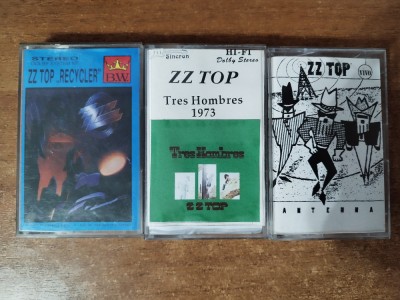 STEREO
B.W.
ZZ TOP „RECYCLER"
Sincron
HI-FI
Dolby Stereo
ZZ TOP
Tres Hombres
1973
Tres Hombres
ZZ TOP
ZZ TOP
ANTENNA